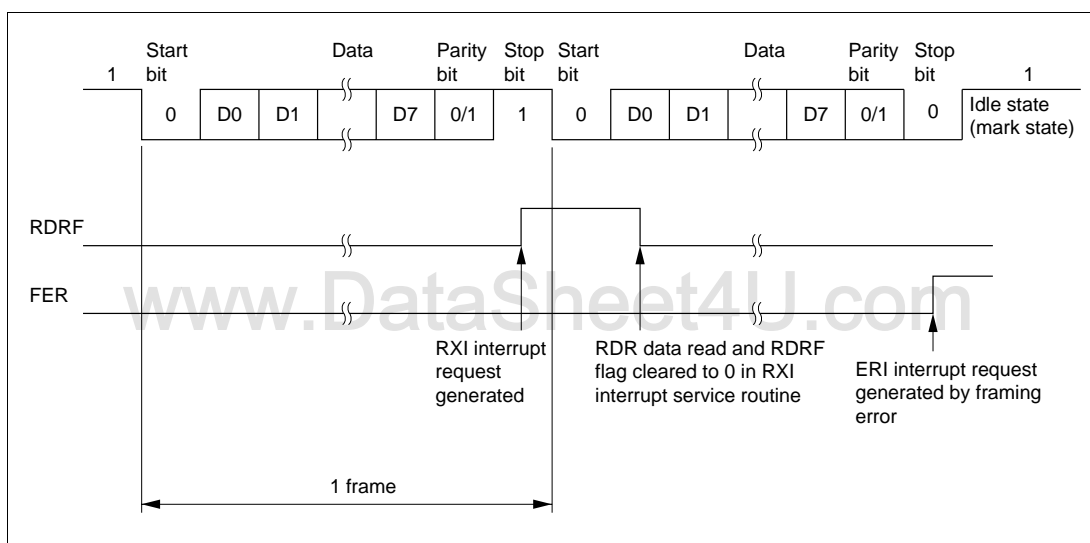 Start Data Parity Stop Start Data Parity Stop
1 bit bit bit bit bit bit 1
0 D0 D1 D7 0/1 1 0 D0 D1 D7 0/1 0 Idle state
(mark state)
RDRF
FER
www.DataSheet4U.com
RXI interrupt
request
generated
RDR data read and RDRF
flag cleared to 0 in RXI
interrupt service routine
ERI interrupt request
generated by framing
error
1 frame